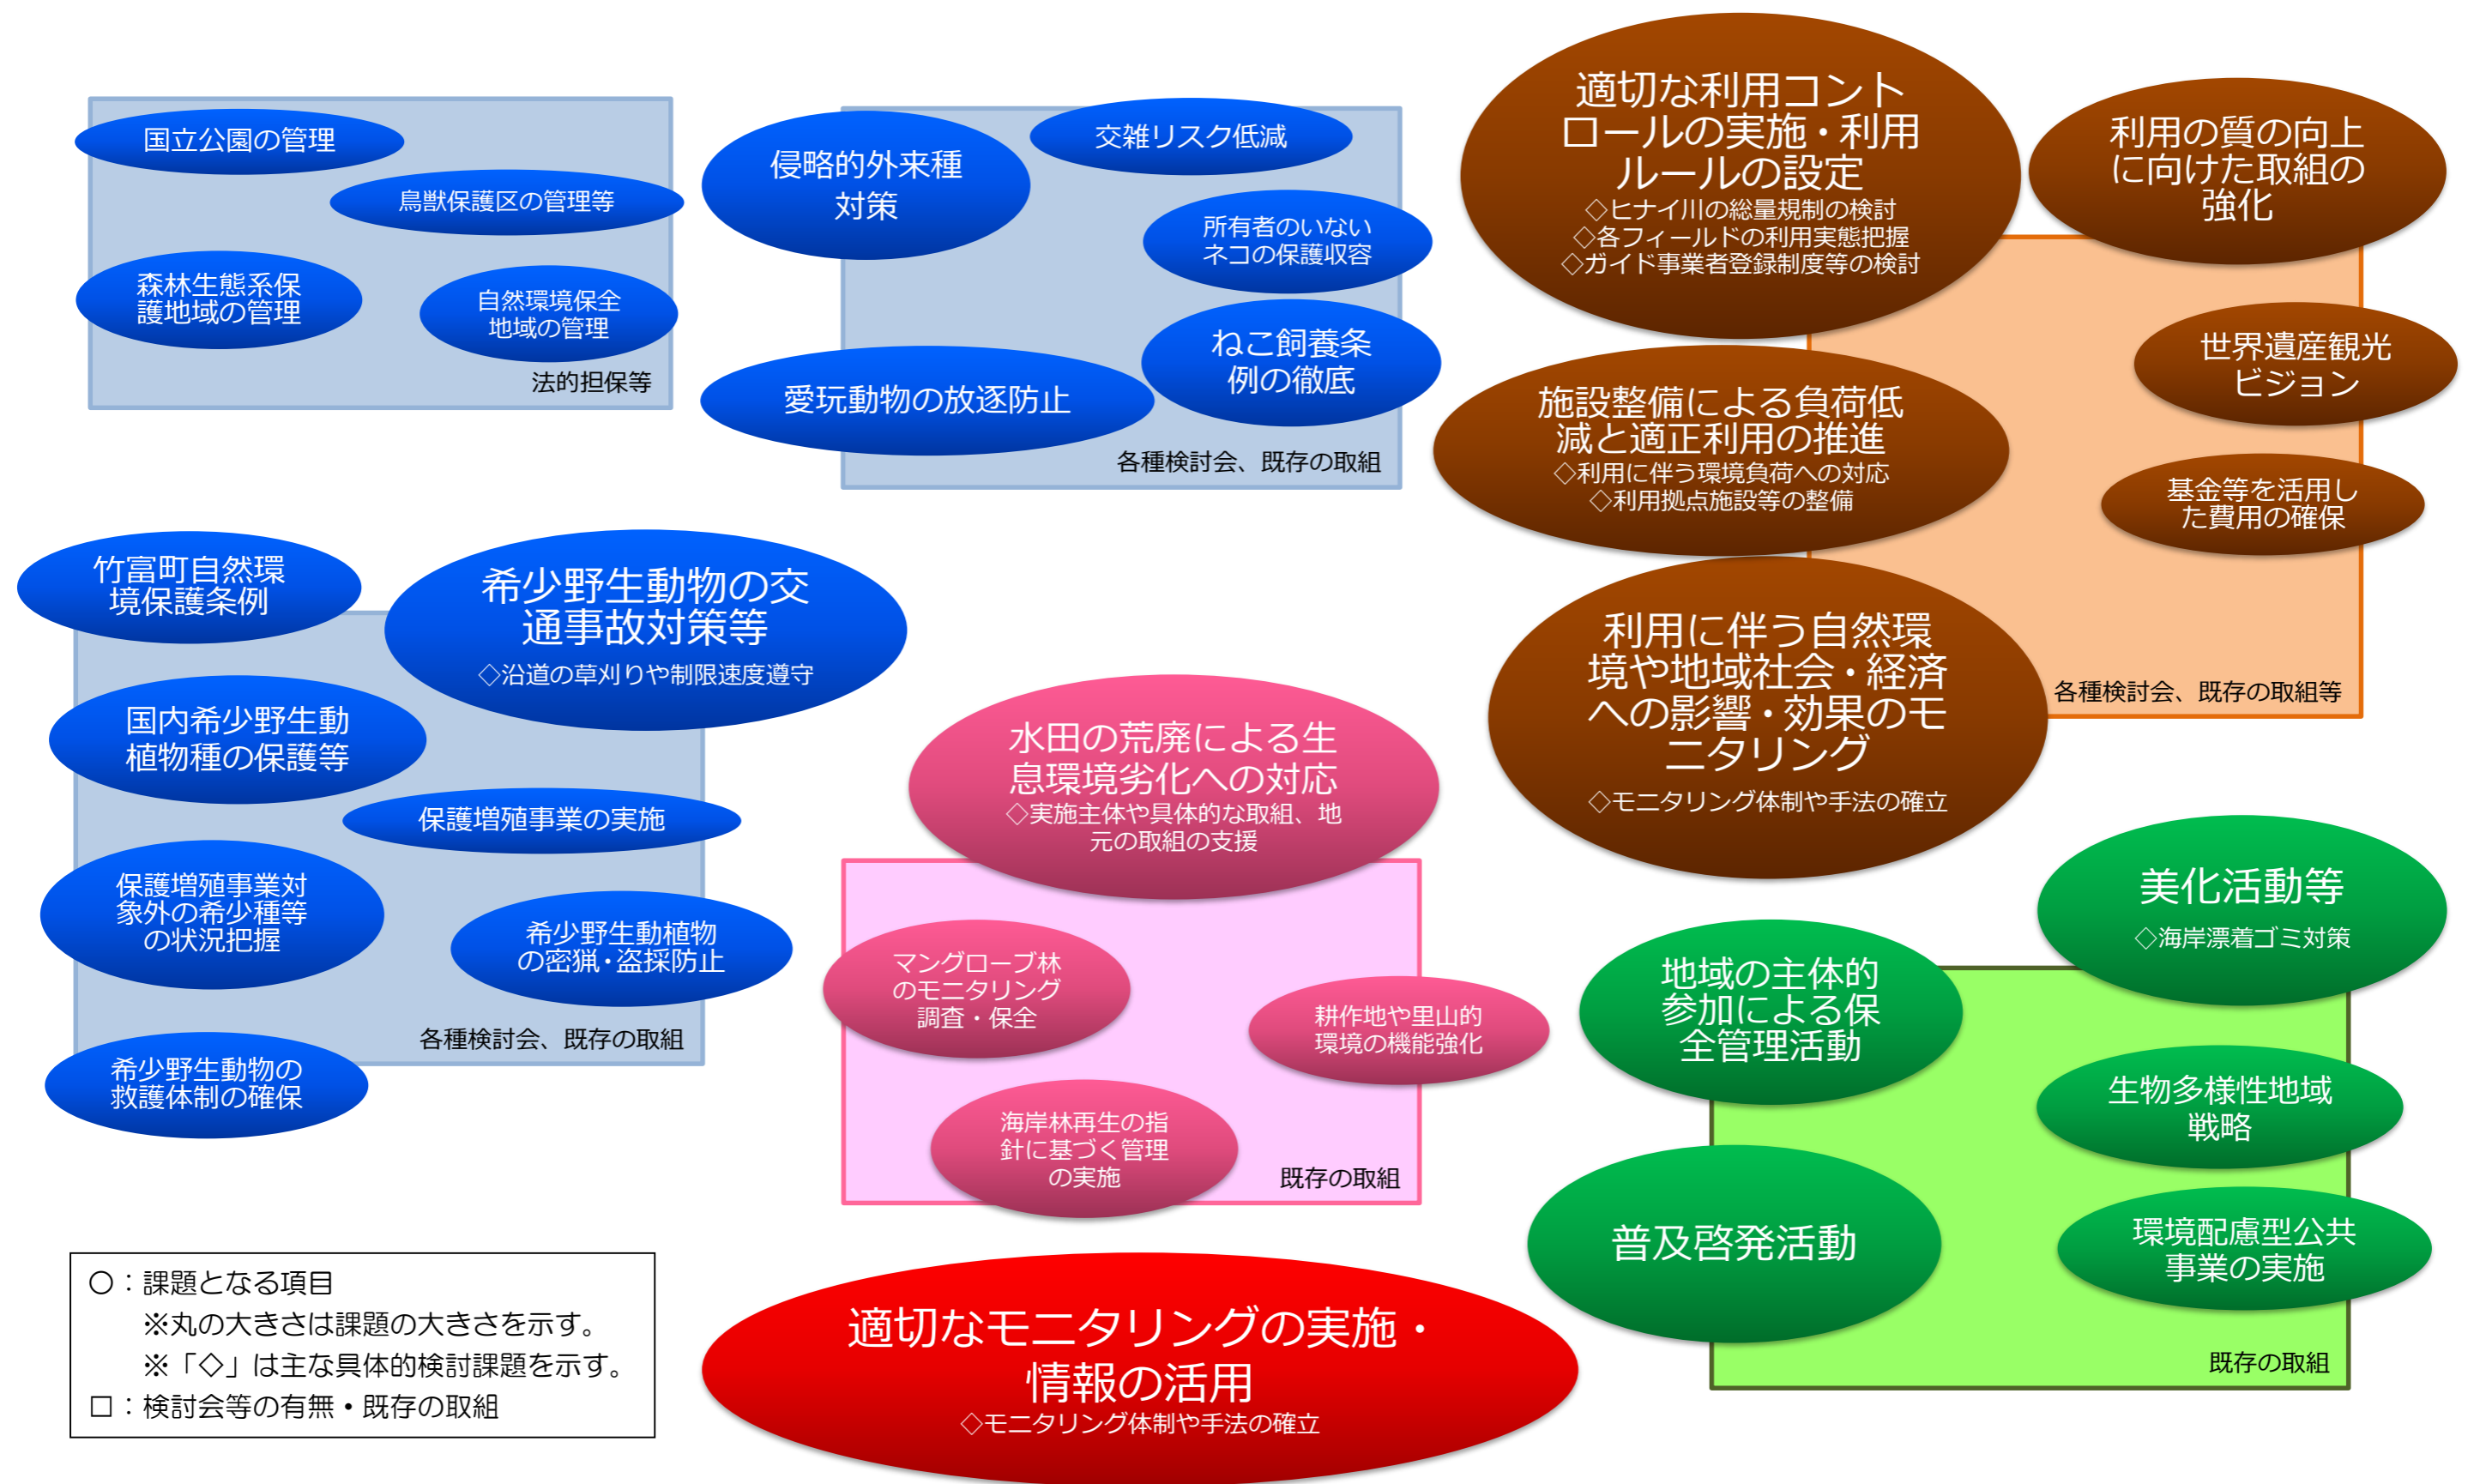 国立公園の管理
鳥獣保護区の管理等
森林生態系保
護地域の管理
自然環境保全
地域の管理
法的担保等
侵略的外来種
対策
交雑リスク低減
所有者のいない
ネコの保護収容
ねこ飼養条
例の徹底
愛玩動物の放逐防止
各種検討会、既存の取組
適切な利用コント
ロールの実施・利用
ルールの設定
◇ヒナイ川の総量規制の検討
◇各フィールドの利用実態把握
◇ガイド事業者登録制度等の検討
利用の質の向上
に向けた取組の
強化
世界遺産観光
ビジョン
施設整備による負荷低
減と適正利用の推進
◇利用に伴う環境負荷への対応
◇利用拠点施設等の整備
基金等を活用し
た費用の確保
利用に伴う自然環
境や地域社会・経済
への影響・効果のモ
ニタリング
◇モニタリング体制や手法の確立
各種検討会、既存の取組等
竹富町自然環
境保護条例
希少野生動物の交
通事故対策等
◇沿道の草刈りや制限速度遵守
国内希少野生動
植物種の保護等
保護増殖事業の実施
保護増殖事業対
象外の希少種等
の状況把握
希少野生動植物
の密猟・盗採防止
各種検討会、既存の取組
希少野生動物の
救護体制の確保
水田の荒廃による生
息環境劣化への対応
◇実施主体や具体的な取組、地
元の取組の支援
マングローブ林
のモニタリング
調査・保全
耕作地や里山的
環境の機能強化
海岸林再生の指
針に基づく管理
の実施
既存の取組
美化活動等
◇海岸漂着ゴミ対策
地域の主体的
参加による保
全管理活動
生物多様性地域
戦略
普及啓発活動
環境配慮型公共
事業の実施
既存の取組
適切なモニタリングの実施・
情報の活用
◇モニタリング体制や手法の確立
○：課題となる項目
※丸の大きさは課題の大きさを示す。
※「◇」は主な具体的検討課題を示す。
□：検討会等の有無・既存の取組